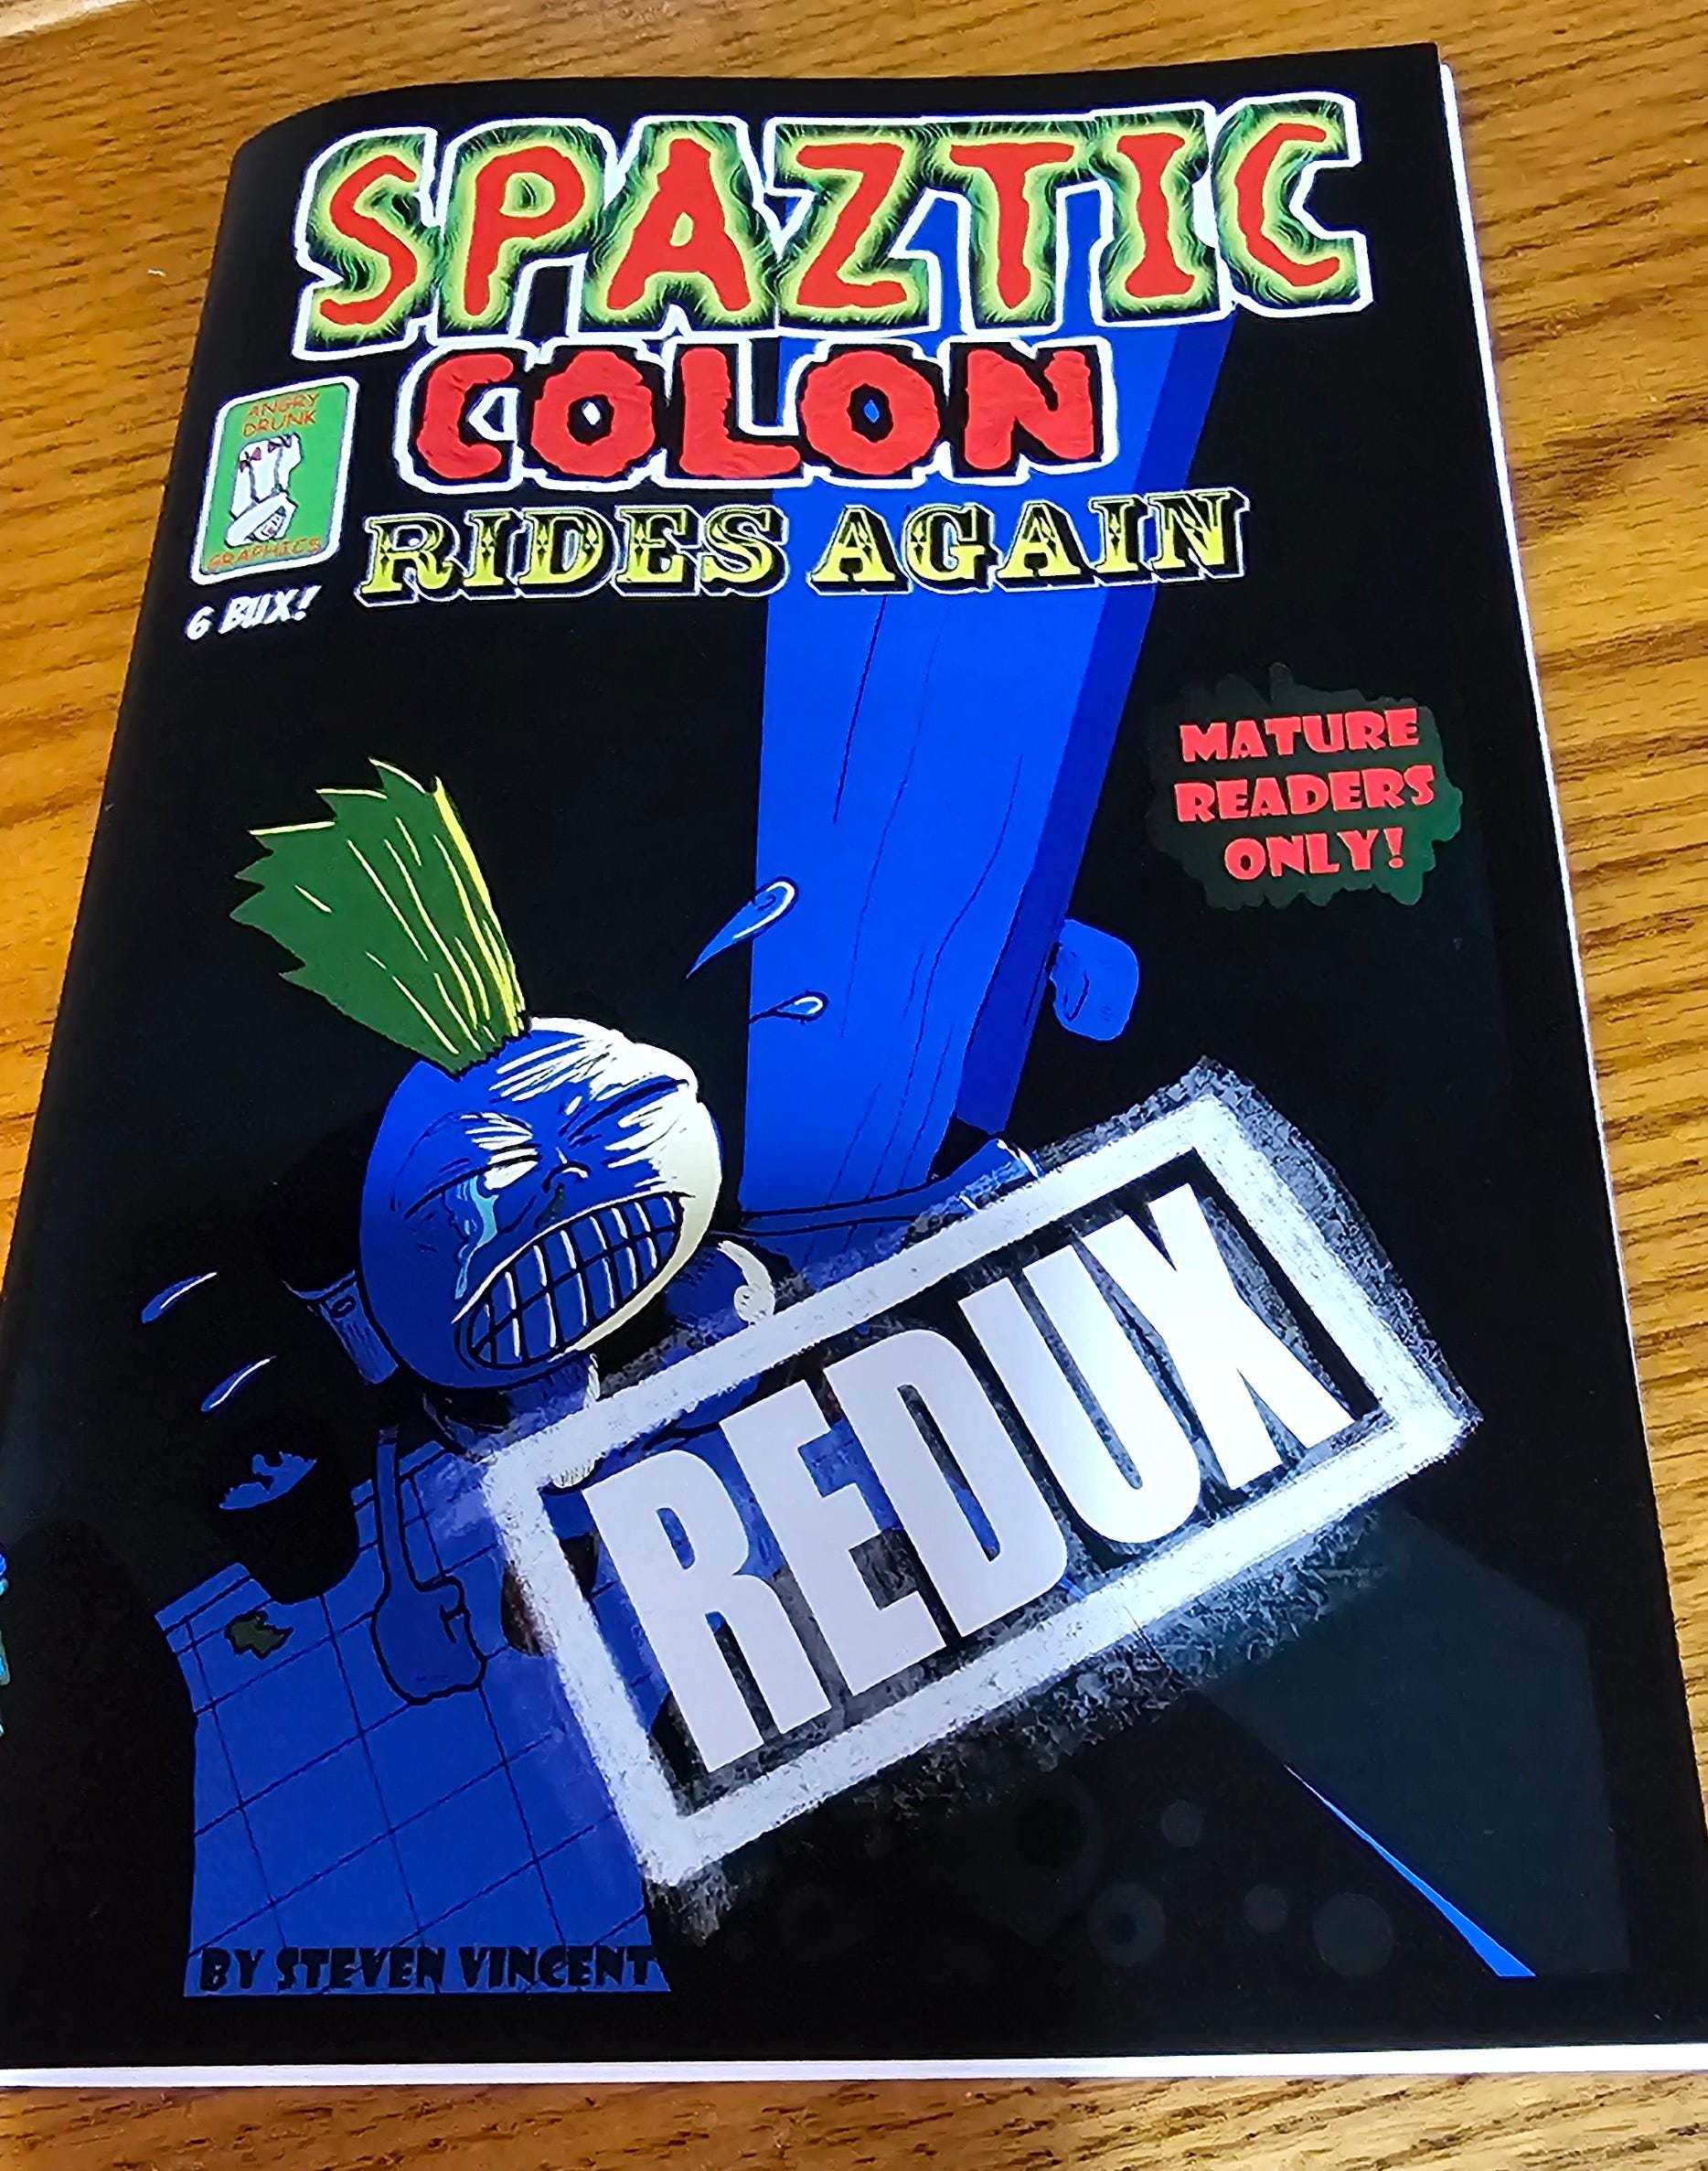 SPAZTIC
COLON
RIDES AGAIN
ANGRY
DRUNK
GRAPHICS
6 BUX!
MATURE
READERS
ONLY!
REDUX
BY STEVEN VINCENT